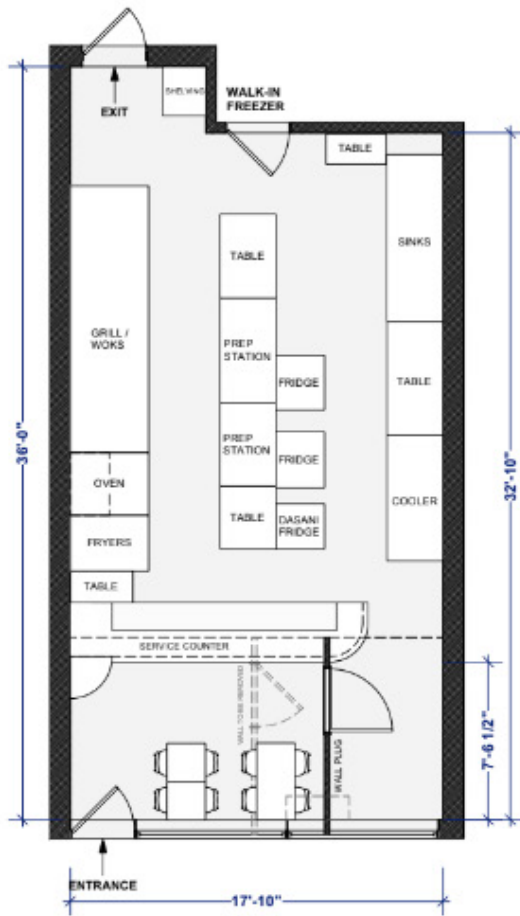 EXIT
SHELVING
WALK-IN
FREEZER
TABLE
SINKS
TABLE
GRILL /
WOKS
PREP
STATION
FRIDGE
TABLE
36'-0"
32'-10"
PREP
STATION
FRIDGE
OVEN
COOLER
TABLE
DASANI
FRIDGE
FRYERS
TABLE
SERVICE COUNTER
WALL TO BE REMOVED
WALL PLUG
7'-6 1/2"
ENTRANCE
17'-10"